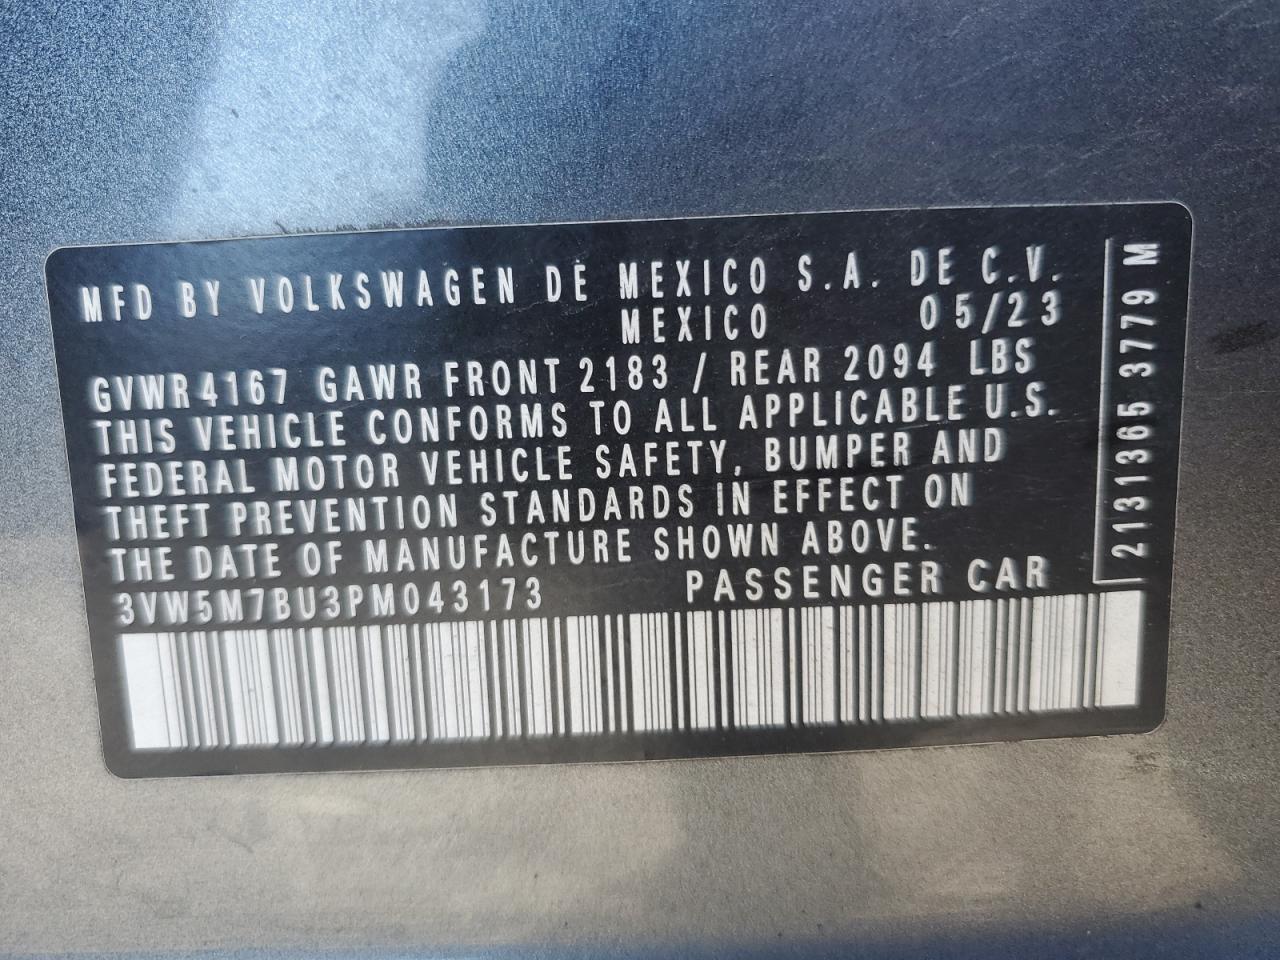 MFD BY VOLKSWAGEN DE MEXICO S.A. DE C.V.
MEXICO 05/23
GVWR 4167 GAWR FRONT 2183 / REAR 2094 LBS
THIS VEHICLE CONFORMS TO ALL APPLICABLE U.S.
FEDERAL MOTOR VEHICLE SAFETY, BUMPER AND
THEFT PREVENTION STANDARDS IN EFFECT ON
THE DATE OF MANUFACTURE SHOWN ABOVE.
3VW5M7BU3PM043173 PASSENGER CAR
2131365 3779 M